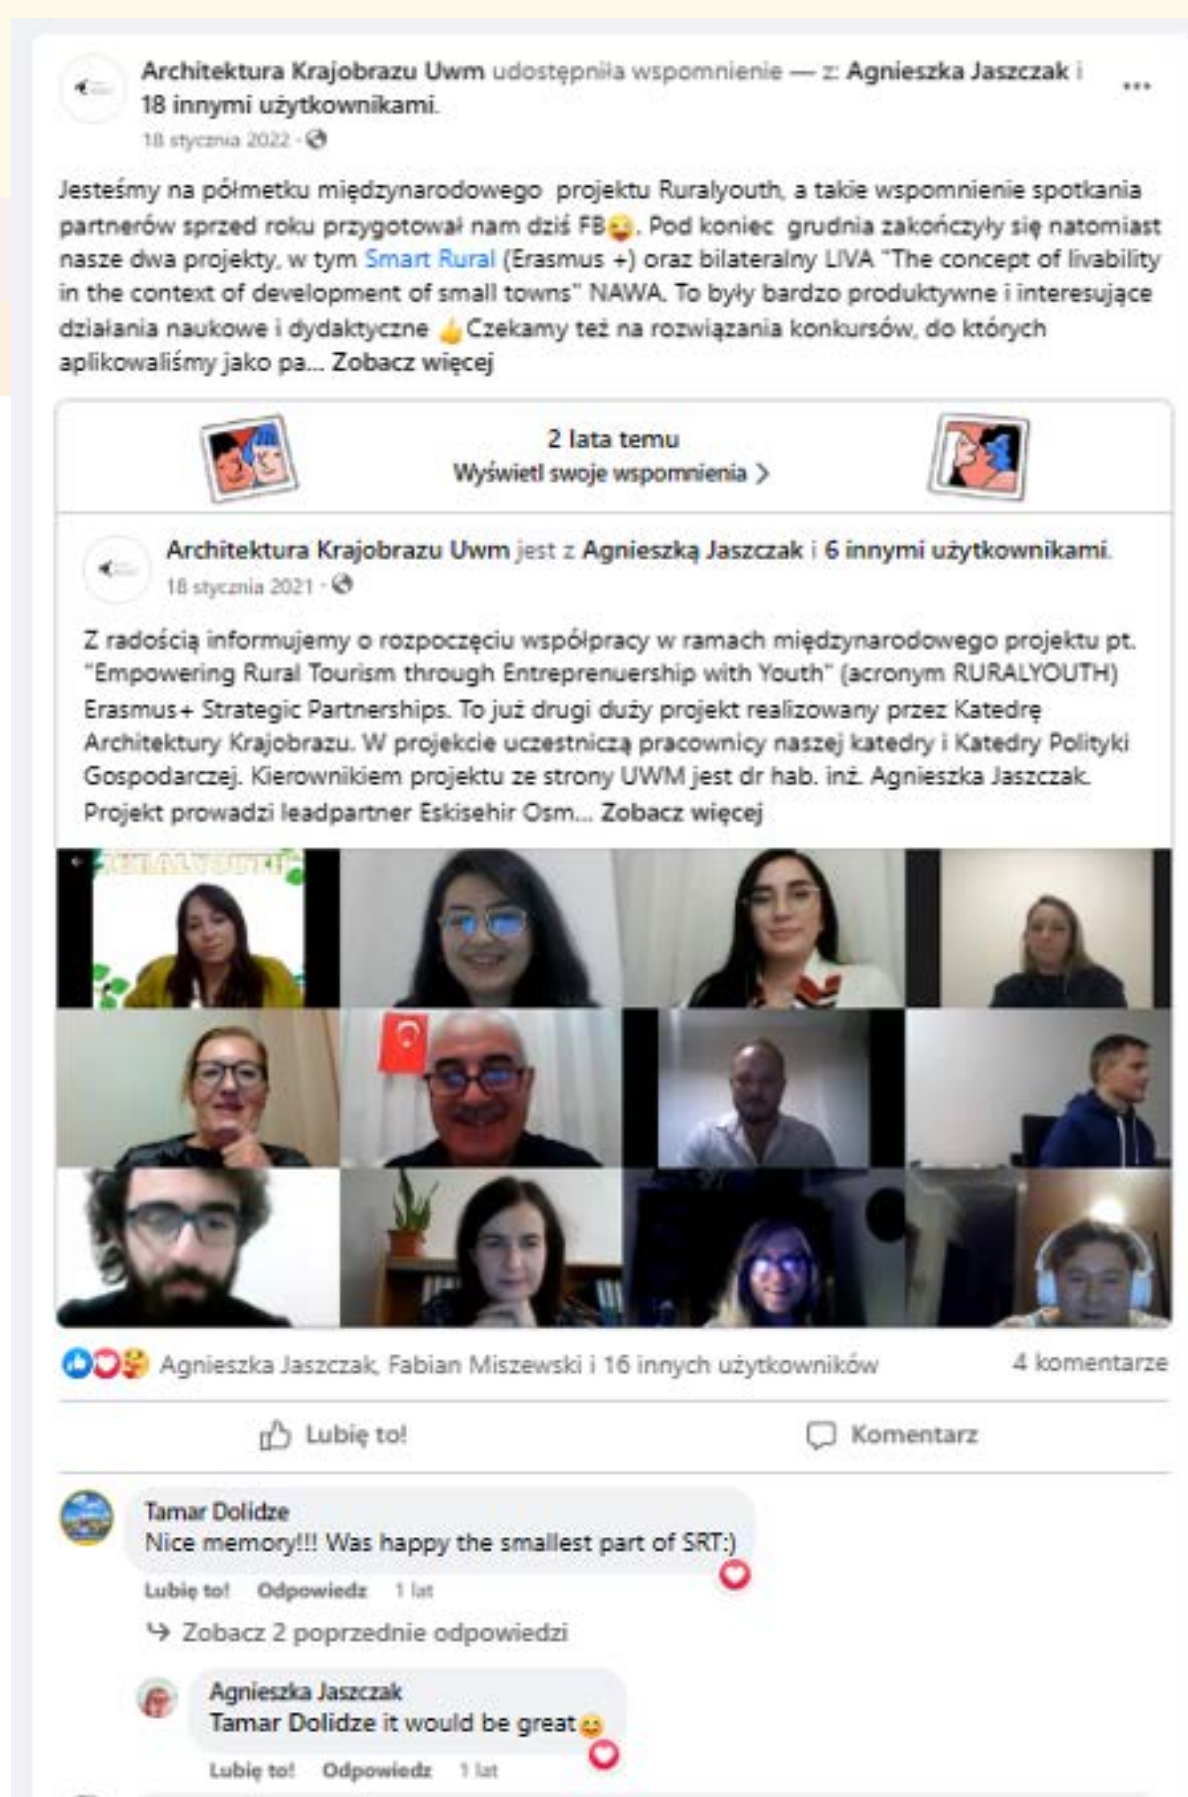 Architektura Krajobrazu Uwm udostępniła wspomnienie — z: Agnieszka Jaszczak i
18 innymi użytkownikami.
18 stycznia 2022 ·
Jesteśmy na półmetku międzynarodowego projektu Ruralyouth, a takie wspomnienie spotkania
partnerów sprzed roku przygotował nam dziś FB😜. Pod koniec grudnia zakończyły się natomiast
nasze dwa projekty, w tym Smart Rural (Erasmus +) oraz bilateralny LIVA "The concept of livability
in the context of development of small towns" NAWA. To były bardzo produktywne i interesujące
działania naukowe i dydaktyczne 👍Czekamy też na rozwiązania konkursów, do których
aplikowaliśmy jako pa... Zobacz więcej
2 lata temu
Wyświetl swoje wspomnienia >
Architektura Krajobrazu Uwm jest z Agnieszką Jaszczak i 6 innymi użytkownikami.
18 stycznia 2021 ·
Z radością informujemy o rozpoczęciu współpracy w ramach międzynarodowego projektu pt.
"Empowering Rural Tourism through Entreprenuership with Youth" (acronym RURALYOUTH)
Erasmus+ Strategic Partnerships. To już drugi duży projekt realizowany przez Katedrę
Architektury Krajobrazu. W projekcie uczestniczą pracownicy naszej katedry i Katedry Polityki
Gospodarczej. Kierownikiem projektu ze strony UWM jest dr hab. inż. Agnieszka Jaszczak.
Projekt prowadzi leadpartner Eskisehir Osm... Zobacz więcej
Agnieszka Jaszczak, Fabian Miszewski i 16 innych użytkowników
4 komentarze
Lubię to!
Komentarz
Tamar Dolidze
Nice memory!!! Was happy the smallest part of SRT:)
Lubię to! Odpowiedz 1 lat
Zobacz 2 poprzednie odpowiedzi
Agnieszka Jaszczak
Tamar Dolidze it would be great😊
Lubię to! Odpowiedz 1 lat